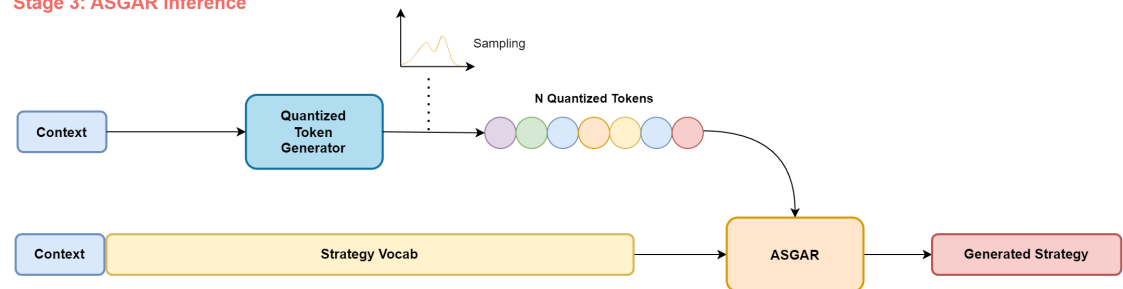 Stage 3: ASGAR Inference
Sampling
N Quantized Tokens
Context
Quantized
Token
Generator
Context
Strategy Vocab
ASGAR
Generated Strategy